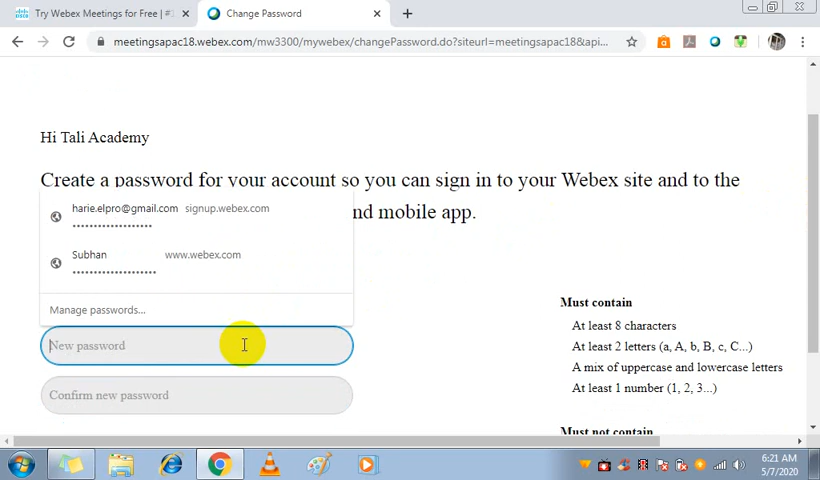 Try Webex Meetings for Free | #
Change Password
meetingsapac18.webex.com/mw3300/mywebex/changePassword.do?siteurl=meetingsapac18&api...
Hi Tali Academy
Create a password for your account so you can sign in to your Webex site and to the
nd mobile app.
harie.elpro@gmail.com signup.webex.com
••••••••••••••••••
Subhan www.webex.com
•••••••••••••••••••
Manage passwords...
New password
Confirm new password
Must contain
At least 8 characters
At least 2 letters (a, A, b, B, c, C...)
A mix of uppercase and lowercase letters
At least 1 number (1, 2, 3...)
Must not contain
6:21 AM
5/7/2020